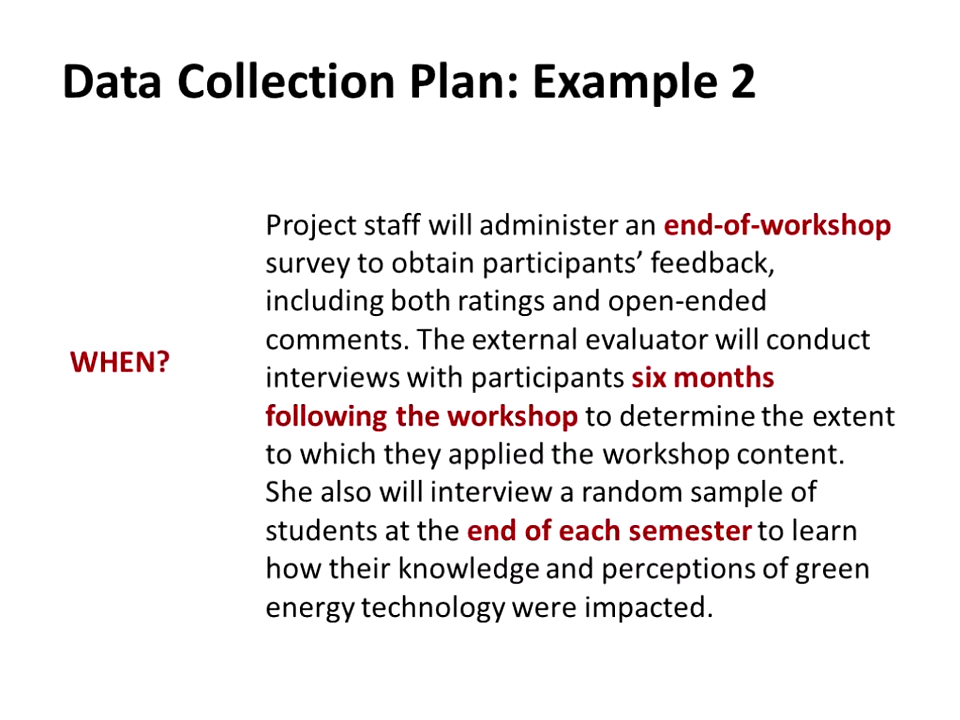 Data Collection Plan: Example 2
WHEN?
Project staff will administer an end-of-workshop
survey to obtain participants’ feedback,
including both ratings and open-ended
comments. The external evaluator will conduct
interviews with participants six months
following the workshop to determine the extent
to which they applied the workshop content.
She also will interview a random sample of
students at the end of each semester to learn
how their knowledge and perceptions of green
energy technology were impacted.